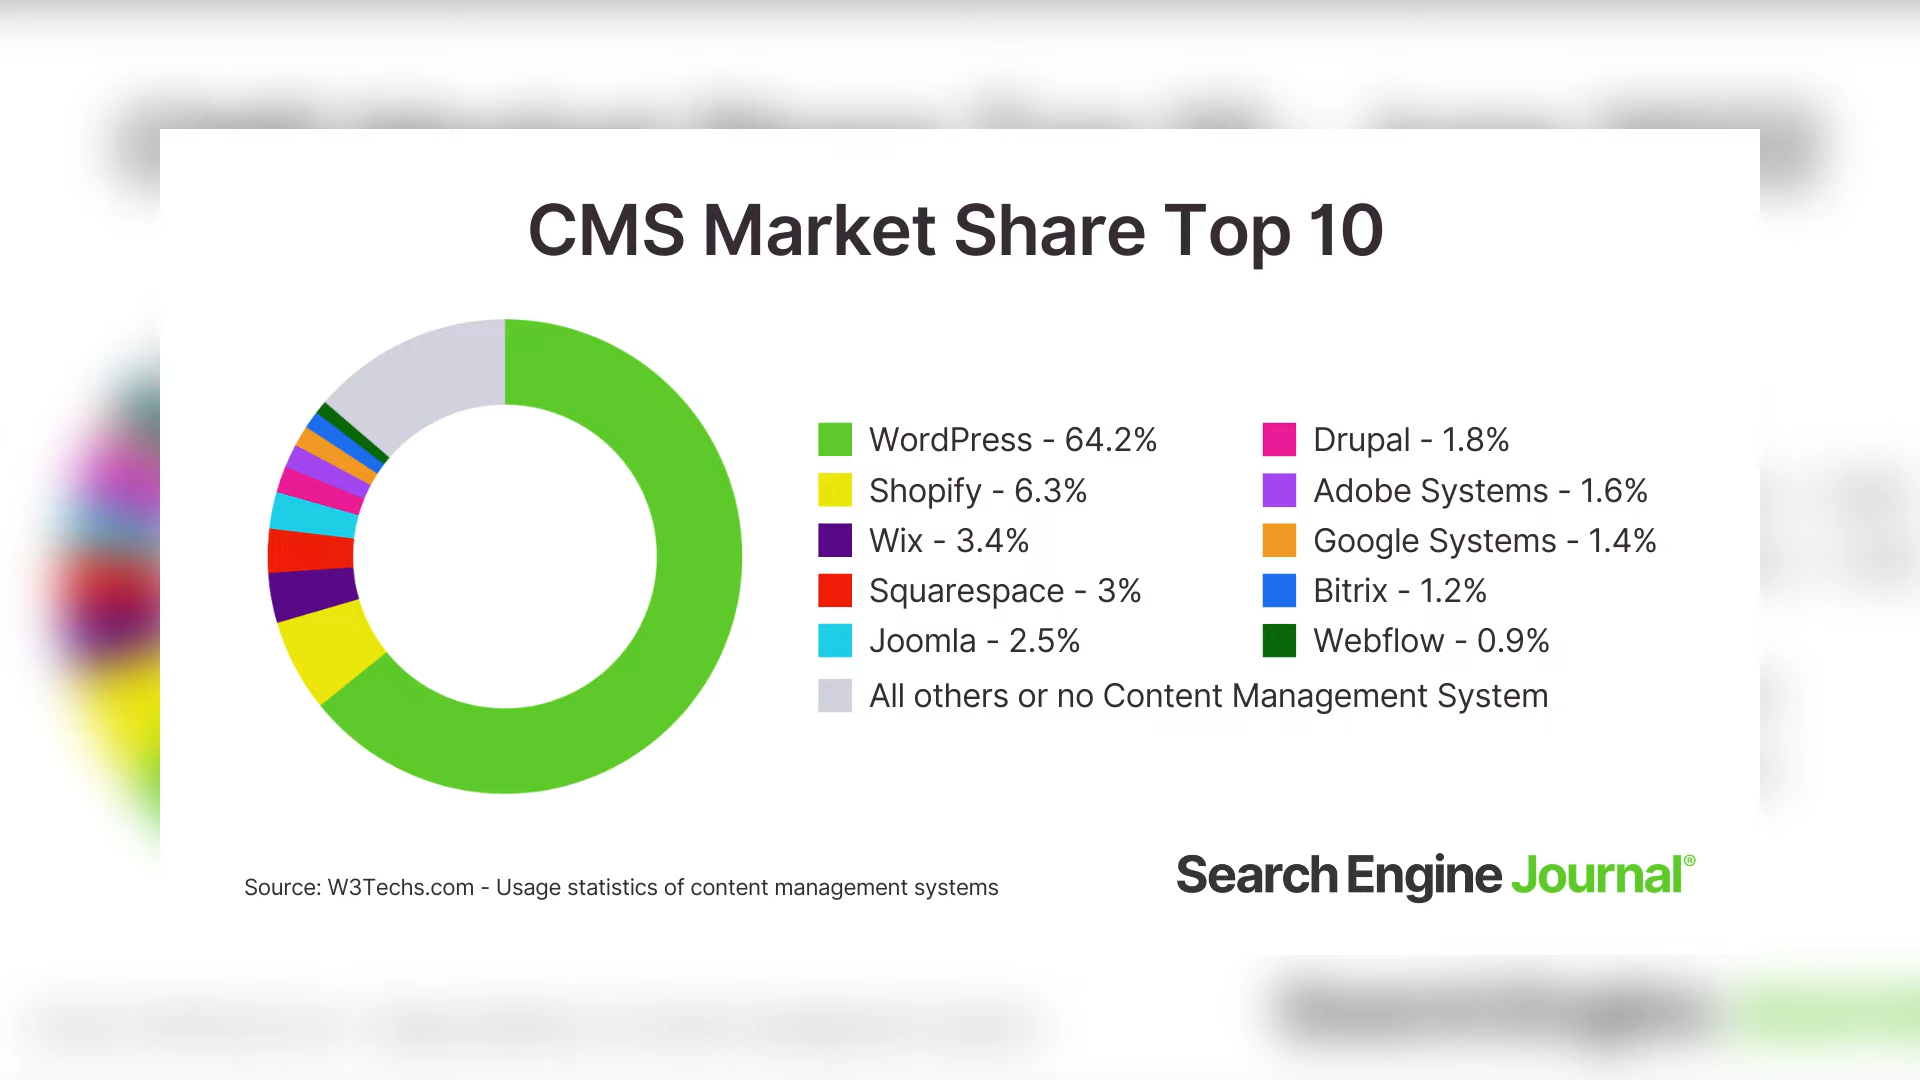 CMS Market Share Top 10
WordPress - 64.2%
Shopify - 6.3%
Wix - 3.4%
Squarespace - 3%
Joomla - 2.5%
Drupal - 1.8%
Adobe Systems - 1.6%
Google Systems - 1.4%
Bitrix - 1.2%
Webflow - 0.9%
All others or no Content Management System
Source: W3Techs.com - Usage statistics of content management systems
Search Engine Journal®